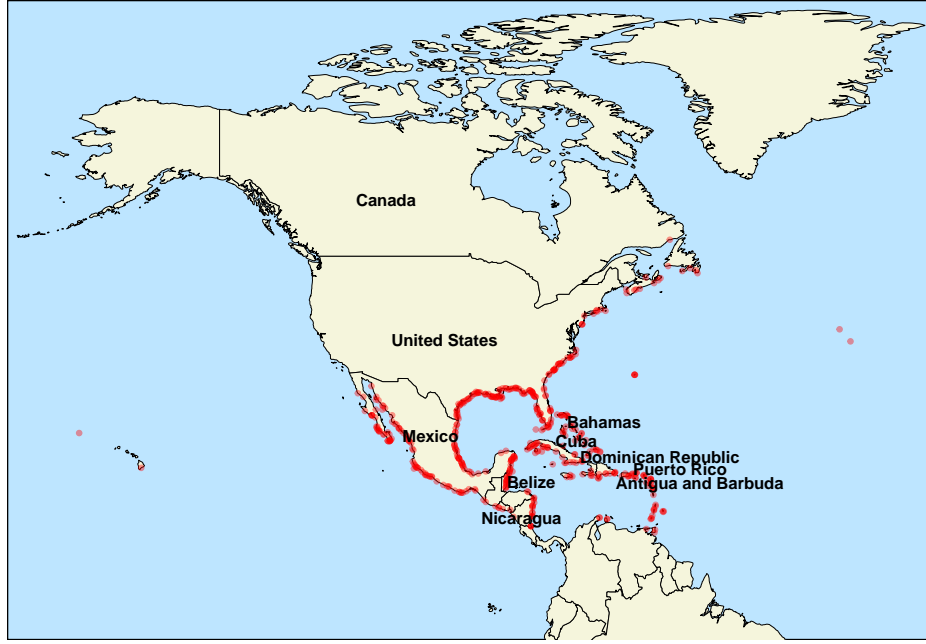 Canada
United States
Bahamas
Mexico
Cuba
Dominican Republic
Puerto Rico
Belize
Antigua and Barbuda
Nicaragua